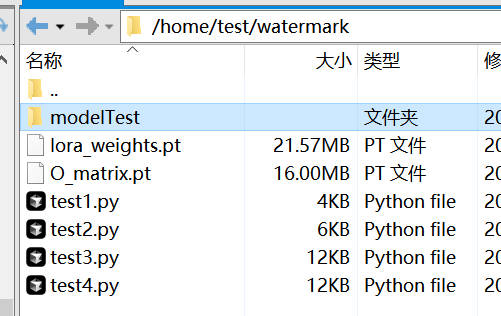 /home/test/watermark
名称 大小 类型 修
..
modelTest 文件夹 20
lora_weights.pt 21.57MB PT 文件 20
O_matrix.pt 16.00MB PT 文件 20
test1.py 4KB Python file 20
test2.py 6KB Python file 20
test3.py 12KB Python file 20
test4.py 12KB Python file 20